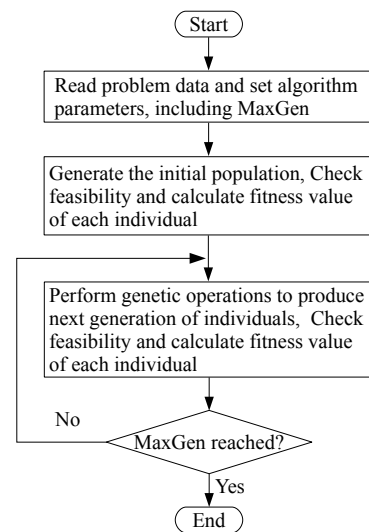 Start
Read problem data and set algorithm
parameters, including MaxGen
Generate the initial population, Check
feasibility and calculate fitness value
of each individual
Perform genetic operations to produce
next generation of individuals, Check
feasibility and calculate fitness value
of each individual
No
MaxGen reached?
Yes
End